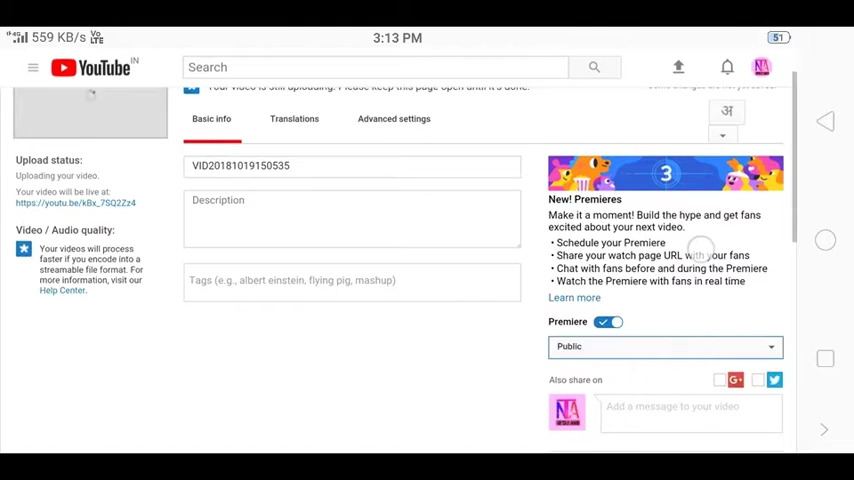 559 KB/s Vo LTE
3:13 PM
51
YouTube IN
Search
Your video is still uploading. Please keep this page open until it's done.
Basic info
Translations
Advanced settings
अ
Upload status:
Uploading your video.
Your video will be live at:
https://youtu.be/kBx_7SQ2Zz4
Video / Audio quality:
Your videos will process
faster if you encode into a
streamable file format. For
more information, visit our
Help Center.
VID20181019150535
Description
Tags (e.g., albert einstein, flying pig, mashup)
3
New! Premieres
Make it a moment! Build the hype and get fans
excited about your next video.
• Schedule your Premiere
• Share your watch page URL with your fans
• Chat with fans before and during the Premiere
• Watch the Premiere with fans in real time
Learn more
Premiere
Public
Also share on
G+
NTA
Add a message to your video